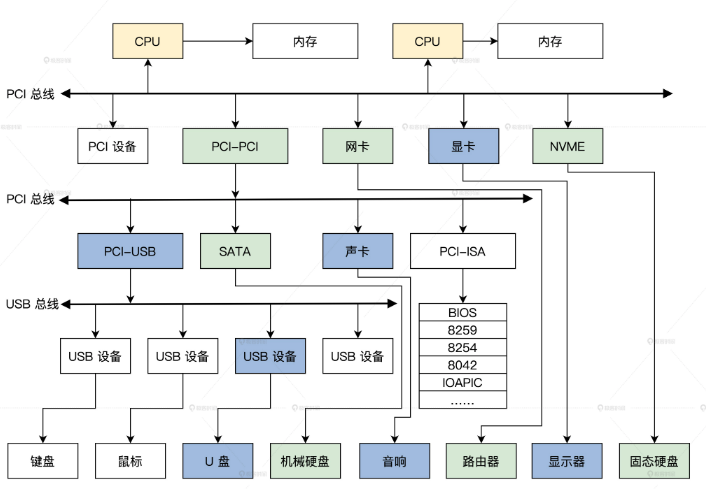 CPU
内存
CPU
内存
PCI 总线
PCI 设备
PCI-PCI
网卡
显卡
NVME
PCI 总线
PCI-USB
SATA
声卡
PCI-ISA
USB 总线
BIOS
8259
8254
8042
IOAPIC
……
USB 设备
USB 设备
USB 设备
USB 设备
键盘
鼠标
U 盘
机械硬盘
音响
路由器
显示器
固态硬盘